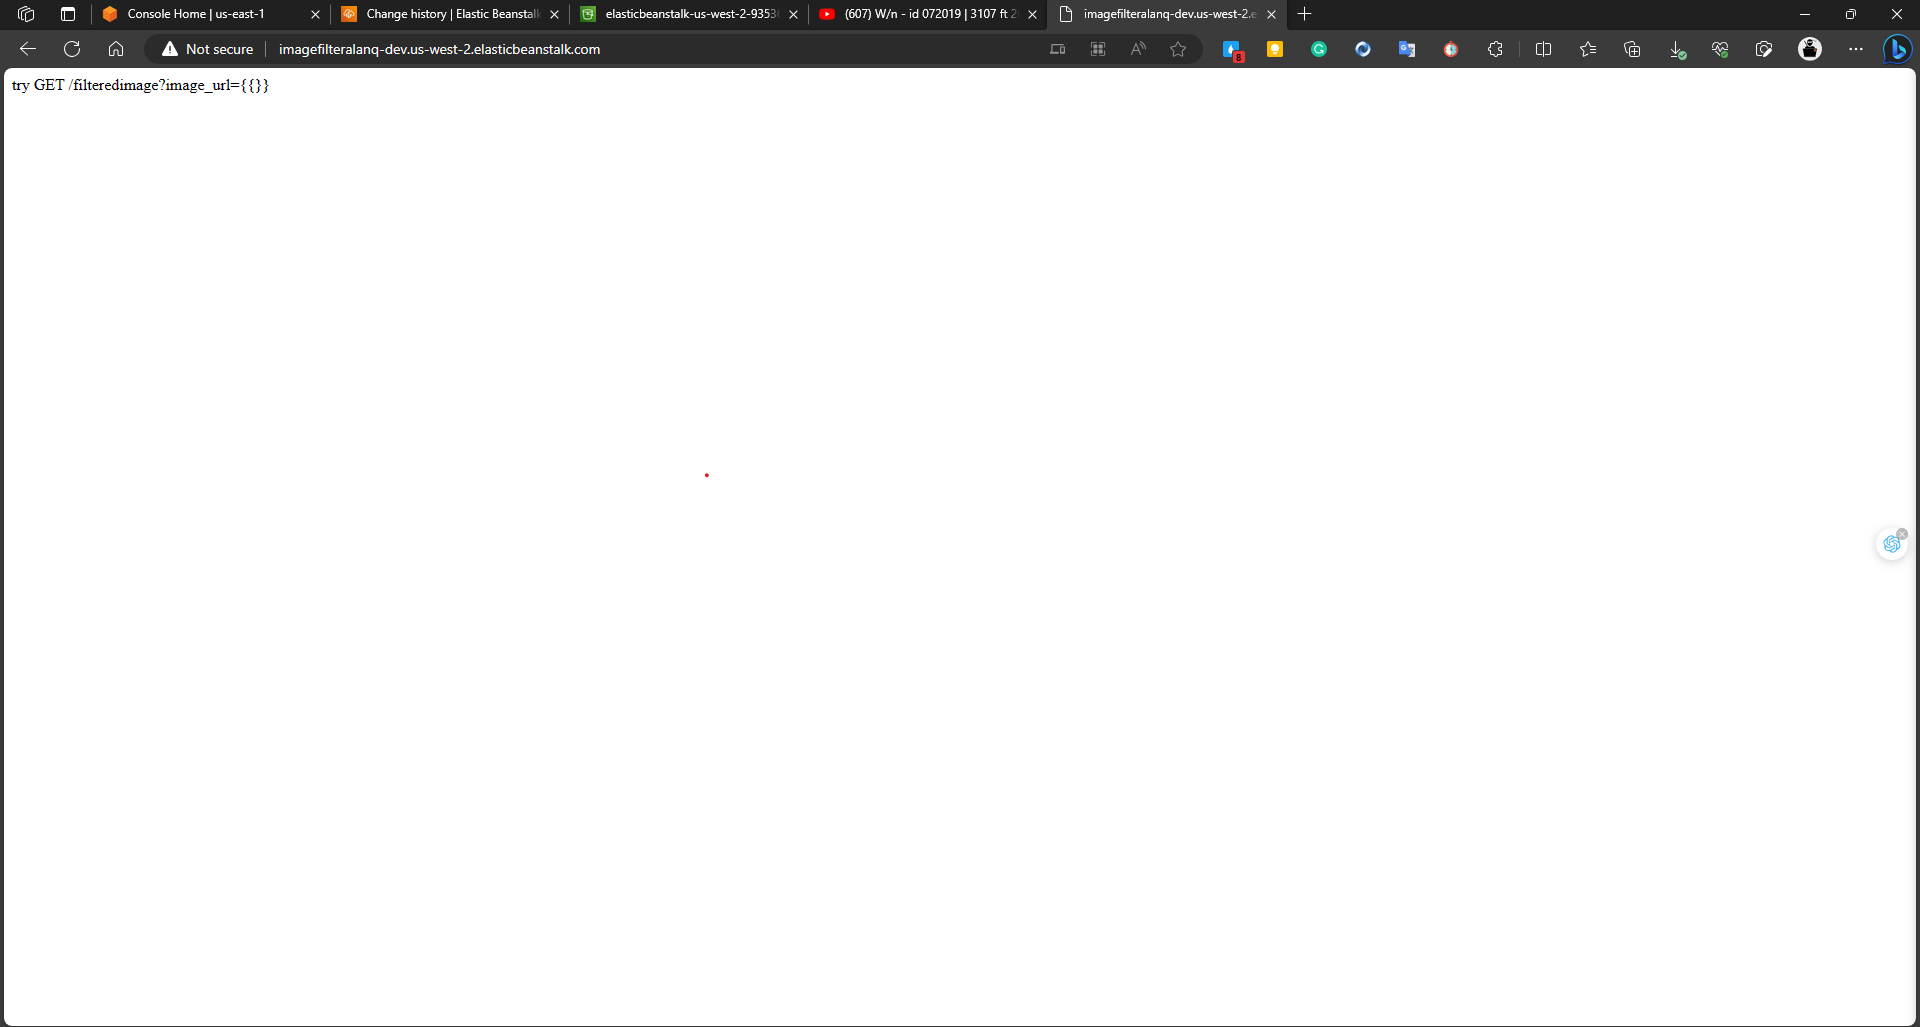 Console Home | us-east-1
Change history | Elastic Beanstalk
elasticbeanstalk-us-west-2-9353
(607) W/n - id 072019 | 3107 ft 2
imagefilteralanq-dev.us-west-2.e
Not secure
imagefilteralanq-dev.us-west-2.elasticbeanstalk.com
8
try GET /filteredimage?image_url={{}}